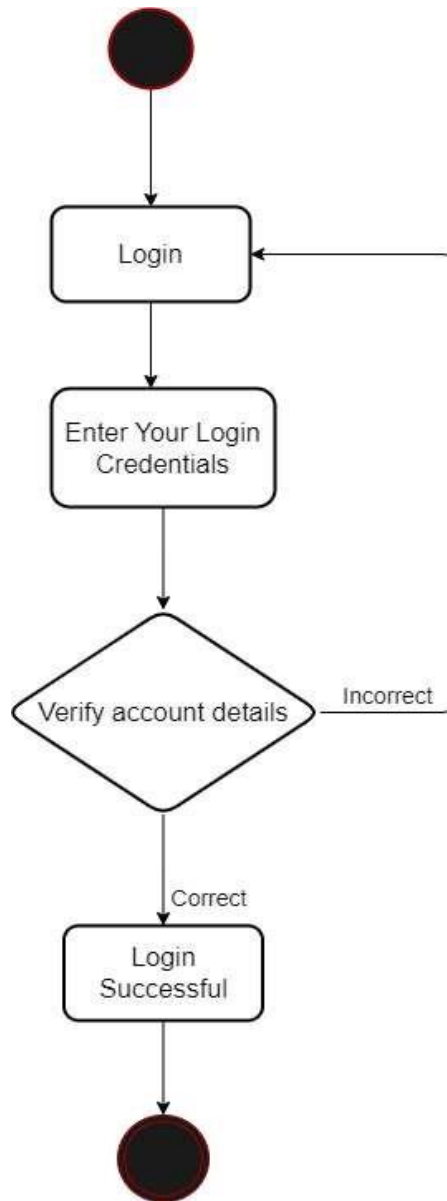 Login
Enter Your Login
Credentials
Verify account details
Incorrect
Correct
Login
Successful